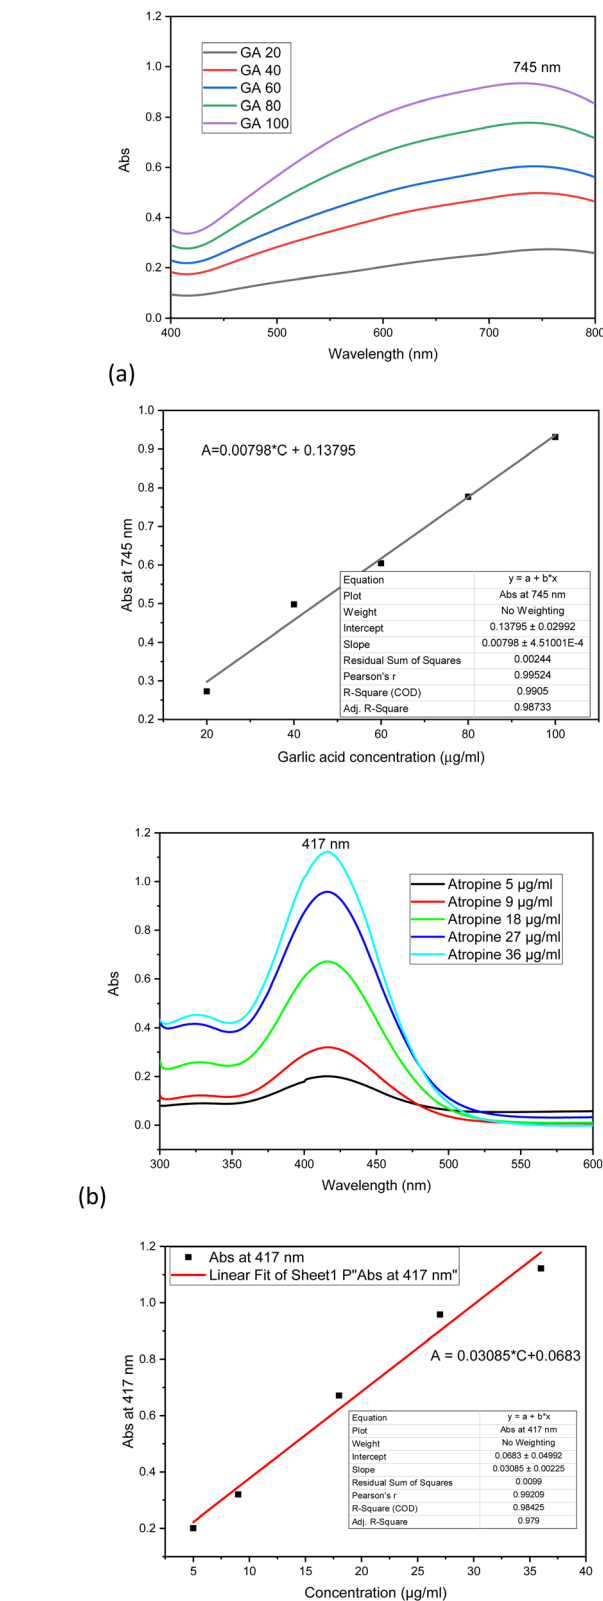 1.2
1.0
0.8
0.6
0.4
0.2
0.0
Abs
GA 20
GA 40
GA 60
GA 80
GA 100
745 nm
400 500 600 700 800
Wavelength (nm)
(a)
1.0
0.9
0.8
0.7
0.6
0.5
0.4
0.3
0.2
Abs at 745 nm
A=0.00798*C + 0.13795
Equation y = a + b*x
Plot Abs at 745 nm
Weight No Weighting
Intercept 0.13795 ± 0.02992
Slope 0.00798 ± 4.51001E-4
Residual Sum of Squares 0.00244
Pearson's r 0.99524
R-Square (COD) 0.9905
Adj. R-Square 0.98733
20 40 60 80 100
Garlic acid concentration (μg/ml)
1.2
1.0
0.8
0.6
0.4
0.2
0.0
Abs
417 nm
Atropine 5 μg/ml
Atropine 9 μg/ml
Atropine 18 μg/ml
Atropine 27 μg/ml
Atropine 36 μg/ml
300 350 400 450 500 550 600
Wavelength (nm)
(b)
1.2
1.0
0.8
0.6
0.4
0.2
Abs at 417 nm
Abs at 417 nm
Linear Fit of Sheet1 P"Abs at 417 nm"
A = 0.03085*C+0.0683
Equation y = a + b*x
Plot Abs at 417 nm
Weight No Weighting
Intercept 0.0683 ± 0.04992
Slope 0.03085 ± 0.00225
Residual Sum of Squares 0.0099
Pearson's r 0.99209
R-Square (COD) 0.98425
Adj. R-Square 0.979
5 10 15 20 25 30 35 40
Concentration (μg/ml)